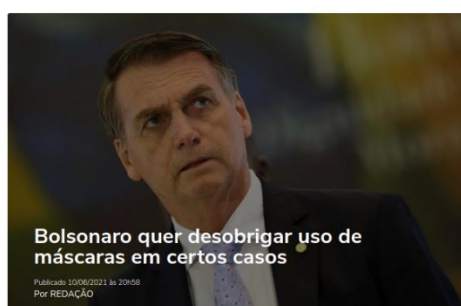 Bolsonaro quer desobrigar uso de
máscaras em certos casos
Publicado 10/06/2021 às 20h58
Por REDAÇÃO